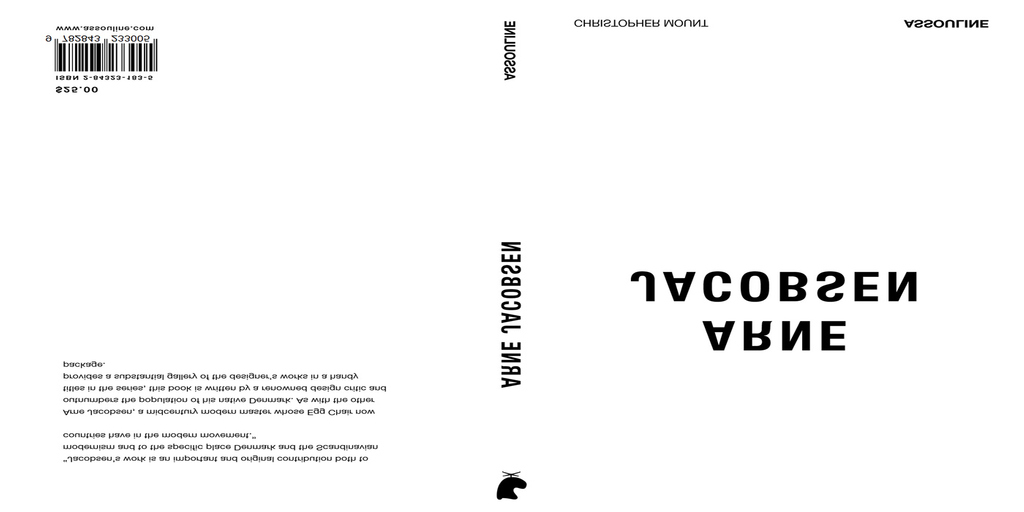 "Jacobsen's work is an important and original contribution both to
modernism and to the specific place Denmark and the Scandinavian
countries have in the modern movement."
Arne Jacobsen, a midcentury modern master whose Egg Chair now
outnumbers the population of his native Denmark. As with the other
titles in the series, this book is written by a renowned design critic and
provides a substantial gallery of the designer's works in a handy
package.
$25.00
ISBN 2-84323-183-5
9 782843 233005
www.assouline.com
ARNE JACOBSEN
ASSOULINE
ARNE
JACOBSEN
CHRISTOPHER MOUNT
ASSOULINE